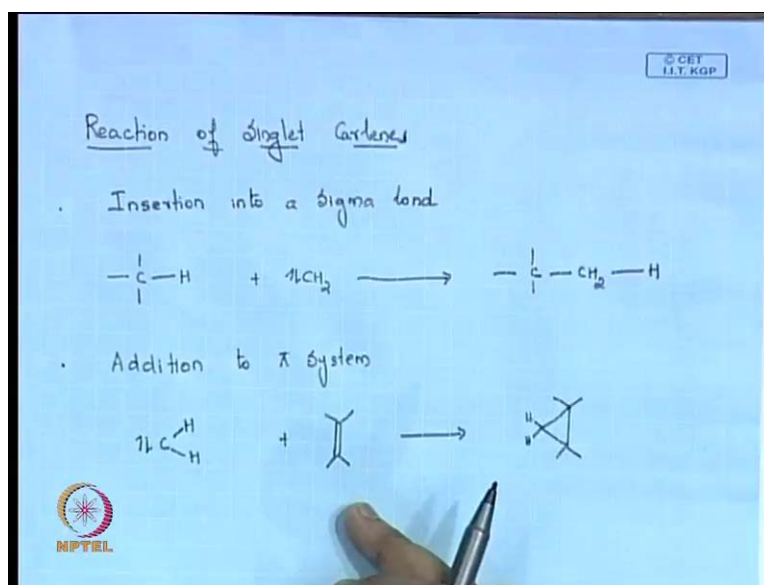 © CET
I.I.T. KGP
Reaction of Singlet Carbenes
. Insertion into a Sigma bond
— C — H + ⇅CH2 ⟶ — C — CH2 — H
. Addition to π System
⇅ C H H + ⟶ H H
NPTEL